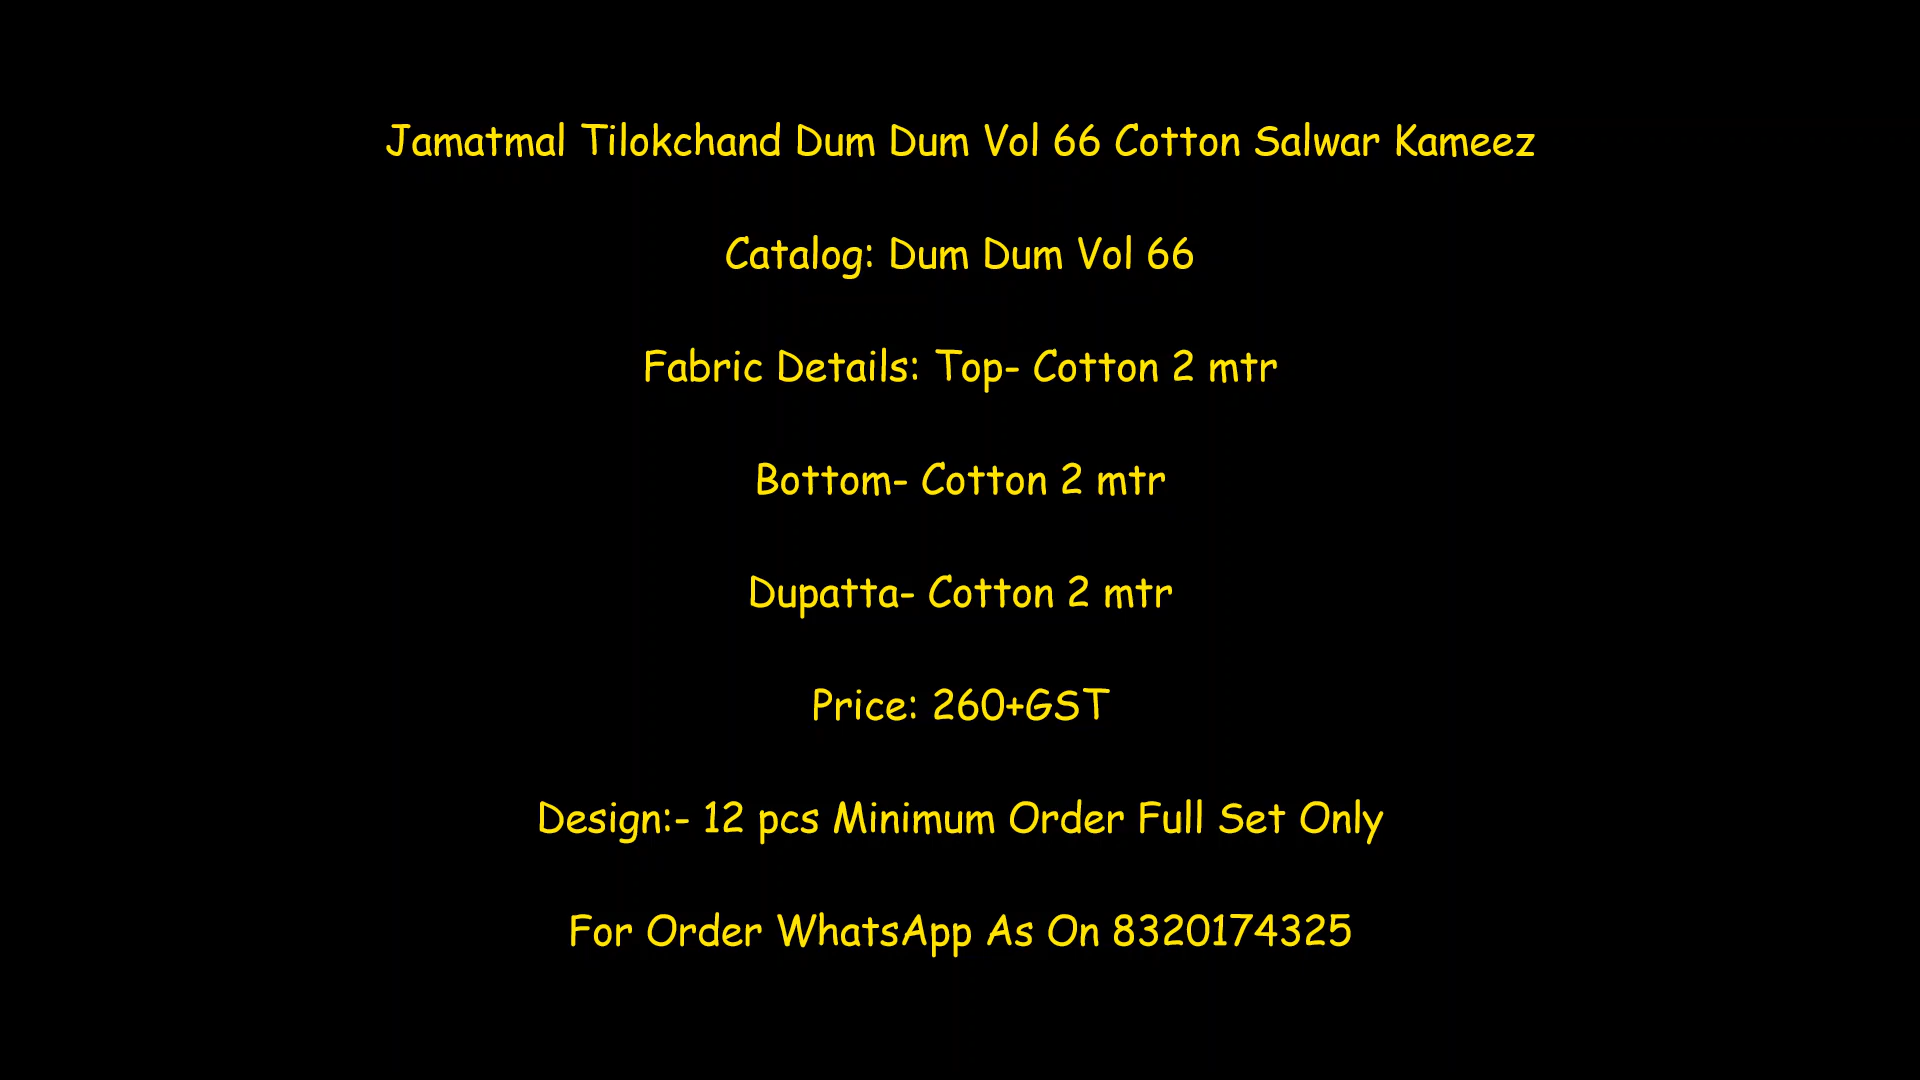 Jamatmal Tilokchand Dum Dum Vol 66 Cotton Salwar Kameez
Catalog: Dum Dum Vol 66
Fabric Details: Top- Cotton 2 mtr
Bottom- Cotton 2 mtr
Dupatta- Cotton 2 mtr
Price: 260+GST
Design:- 12 pcs Minimum Order Full Set Only
For Order WhatsApp As On 8320174325